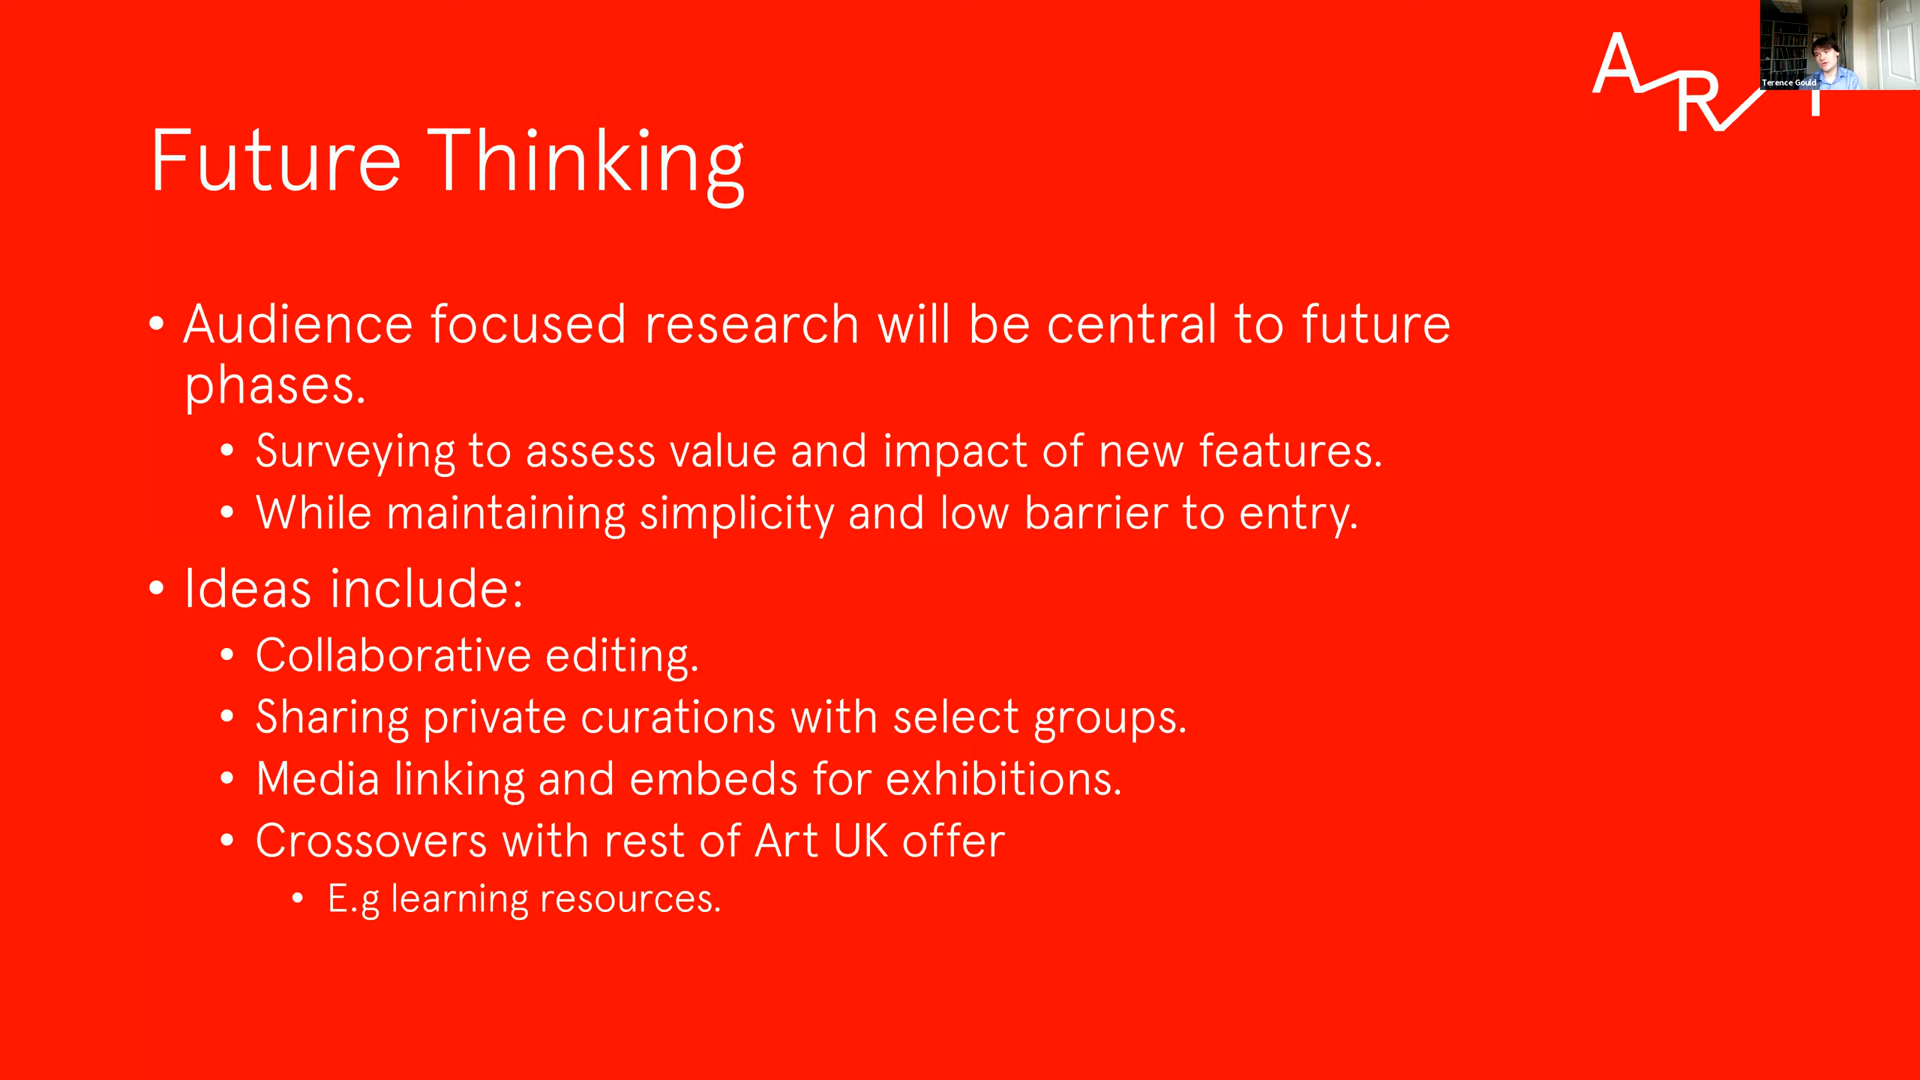 A R T
Terence Gould
Future Thinking
• Audience focused research will be central to future
phases.
• Surveying to assess value and impact of new features.
• While maintaining simplicity and low barrier to entry.
• Ideas include:
• Collaborative editing.
• Sharing private curations with select groups.
• Media linking and embeds for exhibitions.
• Crossovers with rest of Art UK offer
• E.g learning resources.